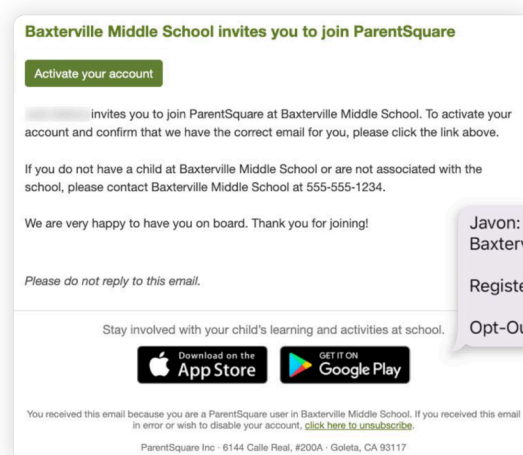 Baxterville Middle School invites you to join ParentSquare
Activate your account
invites you to join ParentSquare at Baxterville Middle School. To activate your
account and confirm that we have the correct email for you, please click the link above.
If you do not have a child at Baxterville Middle School or are not associated with the
school, please contact Baxterville Middle School at 555-555-1234.
We are very happy to have you on board. Thank you for joining!
Javon:
Baxterv
Registe
Please do not reply to this email.
Opt-Ou
Stay involved with your child's learning and activities at school.
Download on the
App Store
GET IT ON
Google Play
You received this email because you are a ParentSquare user in Baxterville Middle School. If you received this email
in error or wish to disable your account, click here to unsubscribe.
ParentSquare Inc · 6144 Calle Real, #200A · Goleta, CA 93117